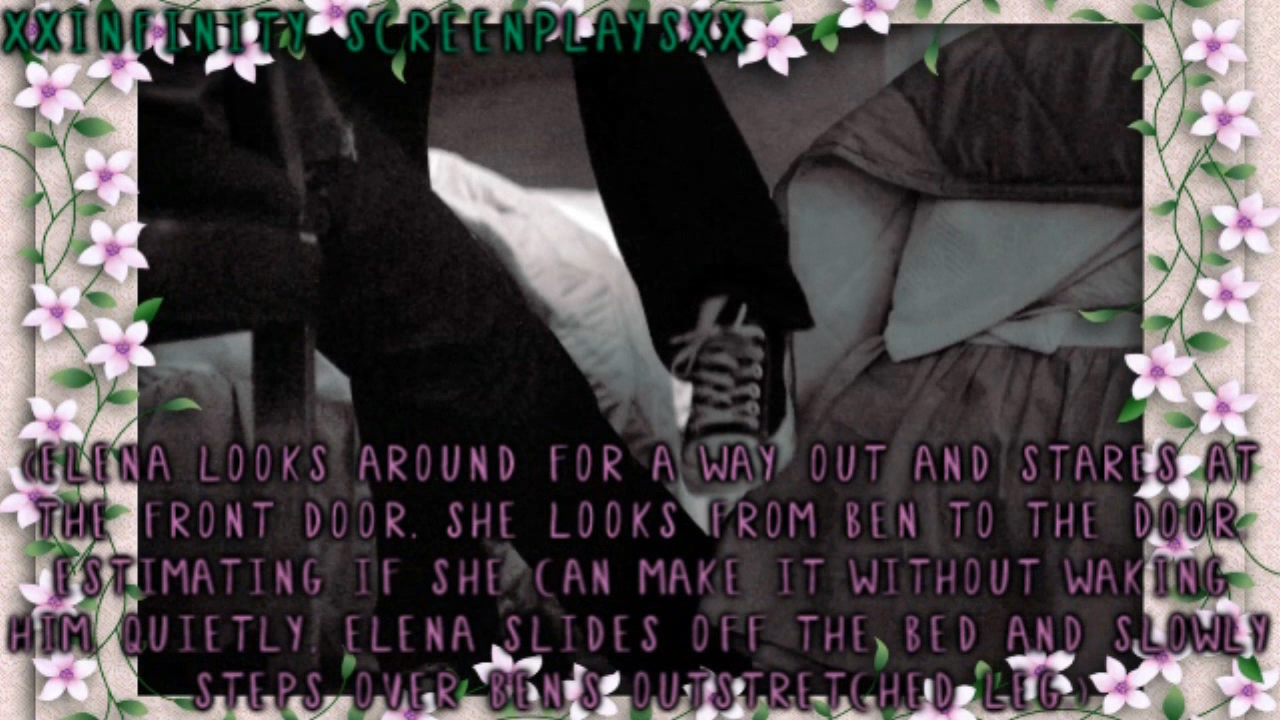 XXINFINITY SCREENPLAYSXX
(ELENA LOOKS AROUND FOR A WAY OUT AND STARES AT
THE FRONT DOOR. SHE LOOKS FROM BEN TO THE DOOR,
ESTIMATING IF SHE CAN MAKE IT WITHOUT WAKING
HIM QUIETLY. ELENA SLIDES OFF THE BED AND SLOWLY
STEPS OVER BEN'S OUTSTRETCHED LEG.)